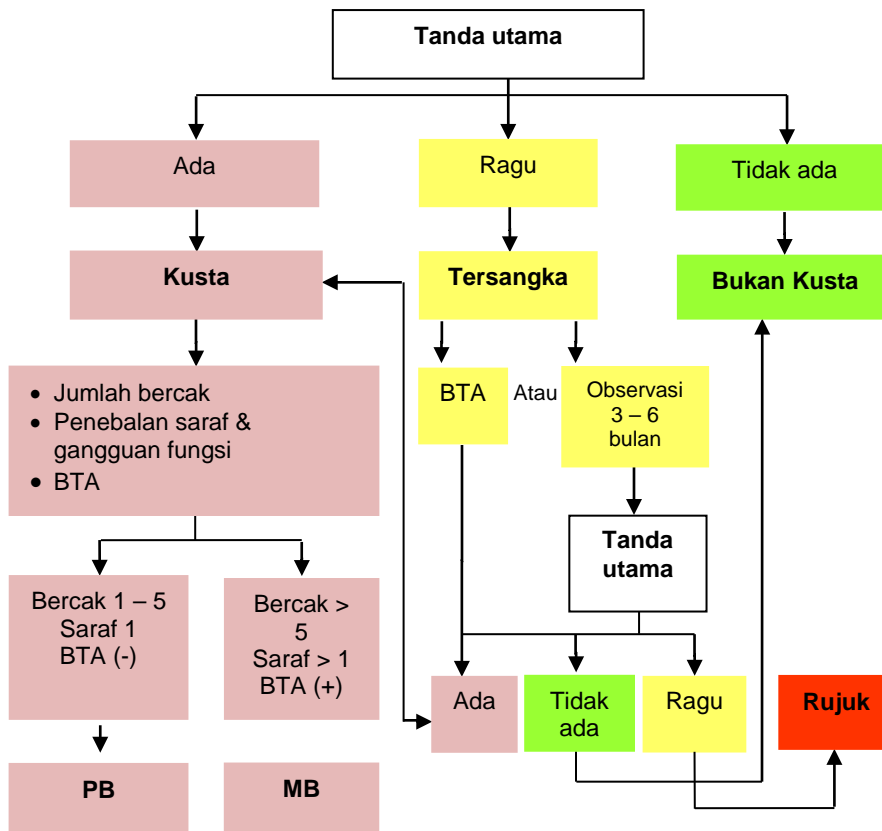 Tanda utama
Ada
Ragu
Tidak ada
Kusta
Tersangka
Bukan Kusta
• Jumlah bercak
• Penebalan saraf &
gangguan fungsi
• BTA
BTA
Atau
Observasi
3 – 6
bulan
Tanda
utama
Bercak 1 – 5
Saraf 1
BTA (-)
Bercak >
5
Saraf > 1
BTA (+)
Ada
Tidak
ada
Ragu
Rujuk
PB
MB